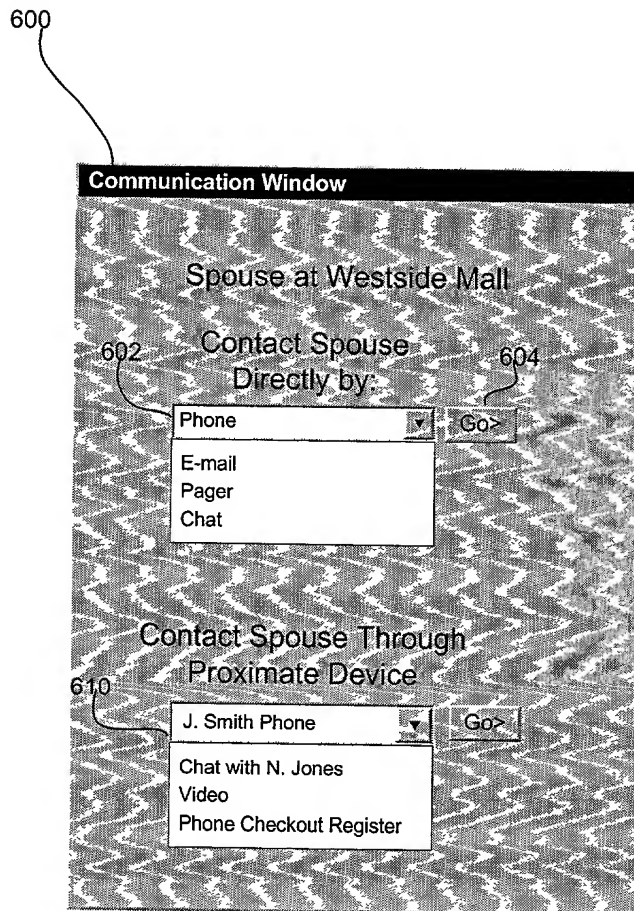 600
Communication Window
Spouse at Westside Mall
602
Contact Spouse
Directly by:
604
Phone
Go>
E-mail
Pager
Chat
Contact Spouse Through
Proximate Device
610
J. Smith Phone
Go>
Chat with N. Jones
Video
Phone Checkout Register